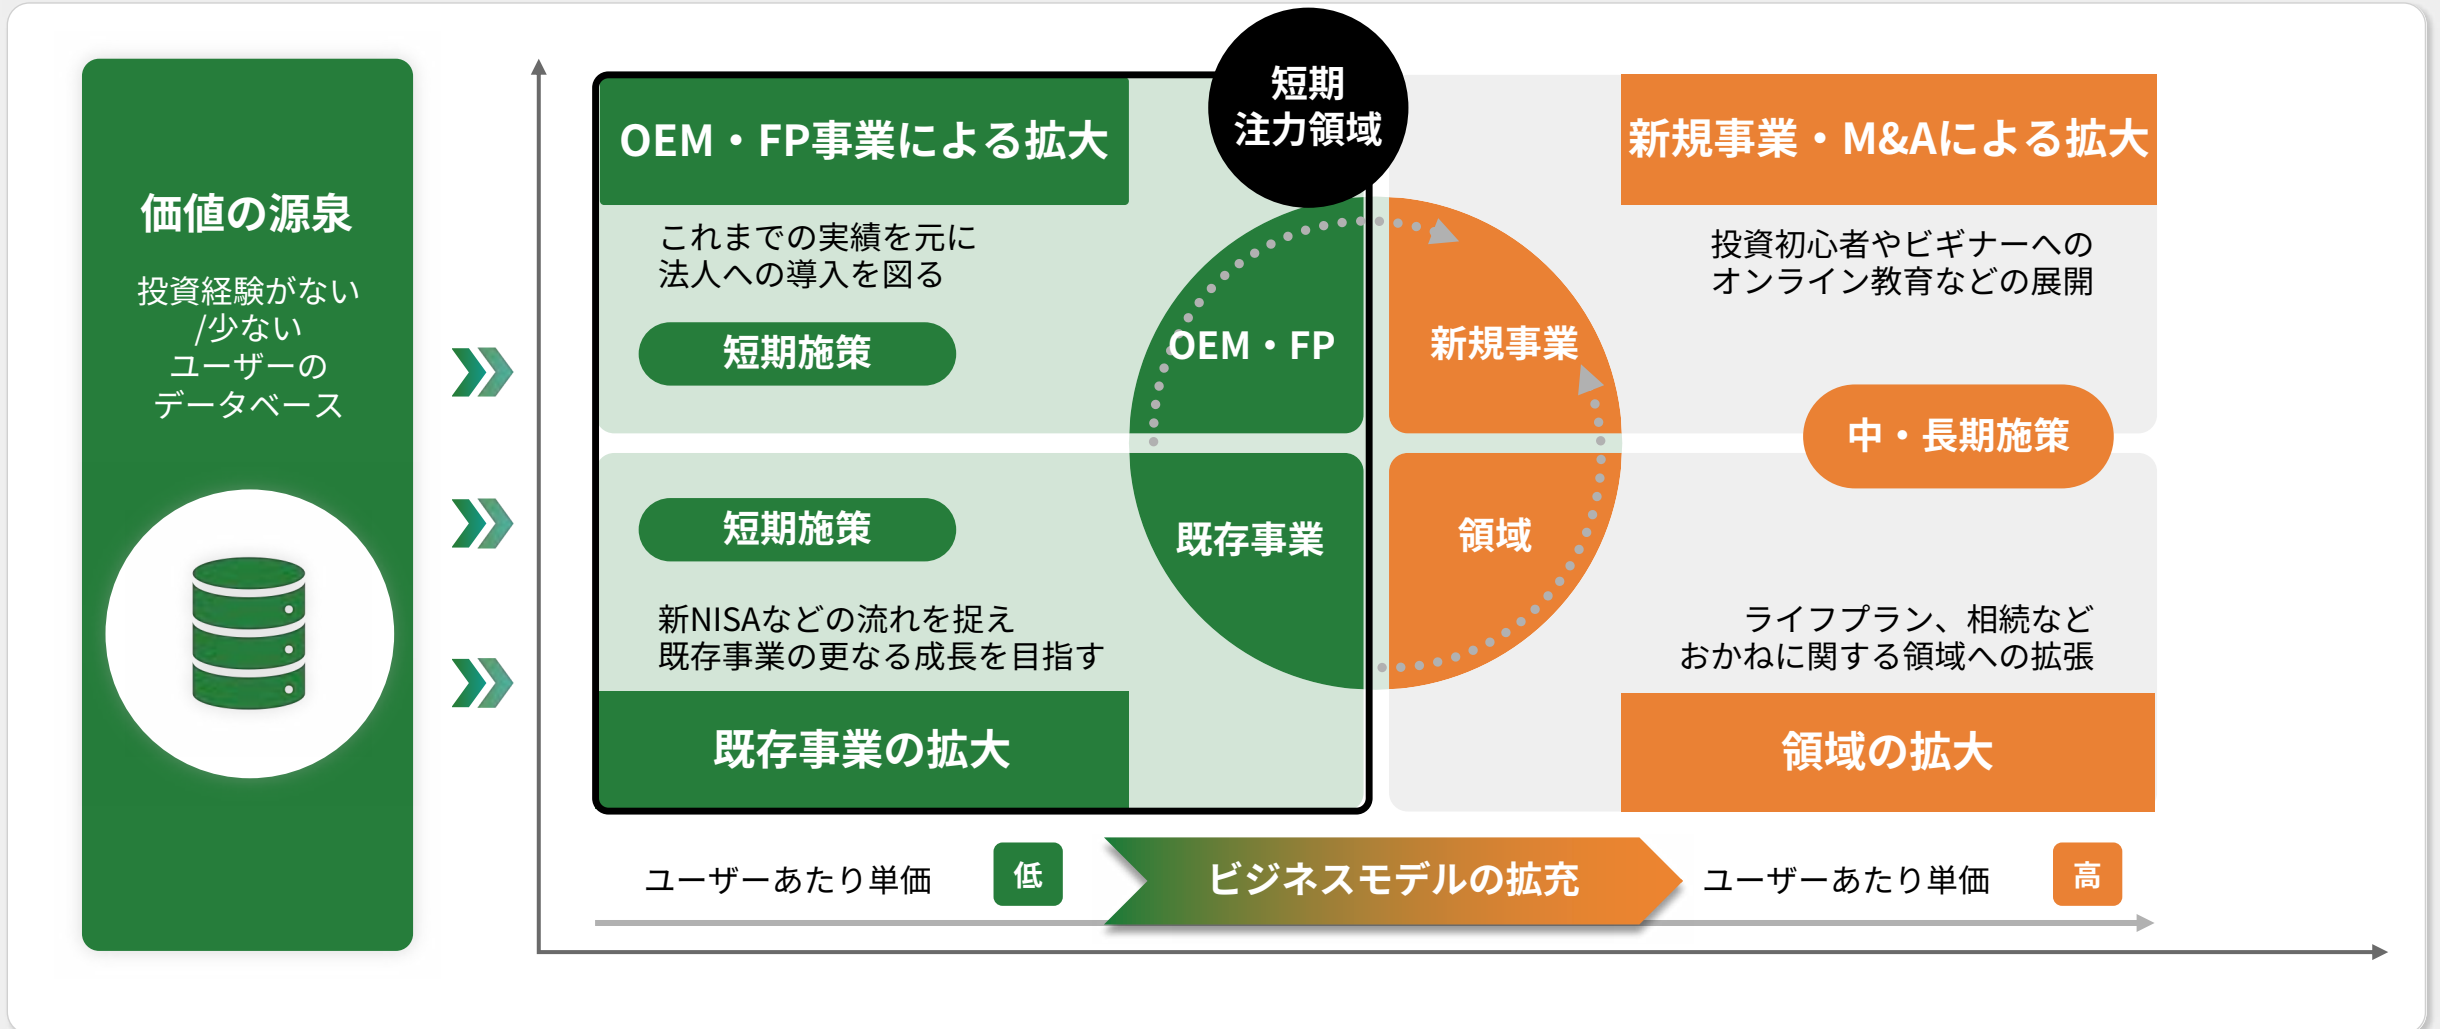 価値の源泉
投資経験がない
/少ない
ユーザーの
データベース
短期
注力領域
OEM・FP事業による拡大
これまでの実績を元に
法人への導入を図る
短期施策
OEM・FP
新規事業・M&Aによる拡大
投資初心者やビギナーへの
オンライン教育などの展開
新規事業
中・長期施策
短期施策
新NISAなどの流れを捉え
既存事業の更なる成長を目指す
既存事業の拡大
既存事業
領域
ライフプラン、相続など
おかねに関する領域への拡張
領域の拡大
ユーザーあたり単価
低
ビジネスモデルの拡充
ユーザーあたり単価
高